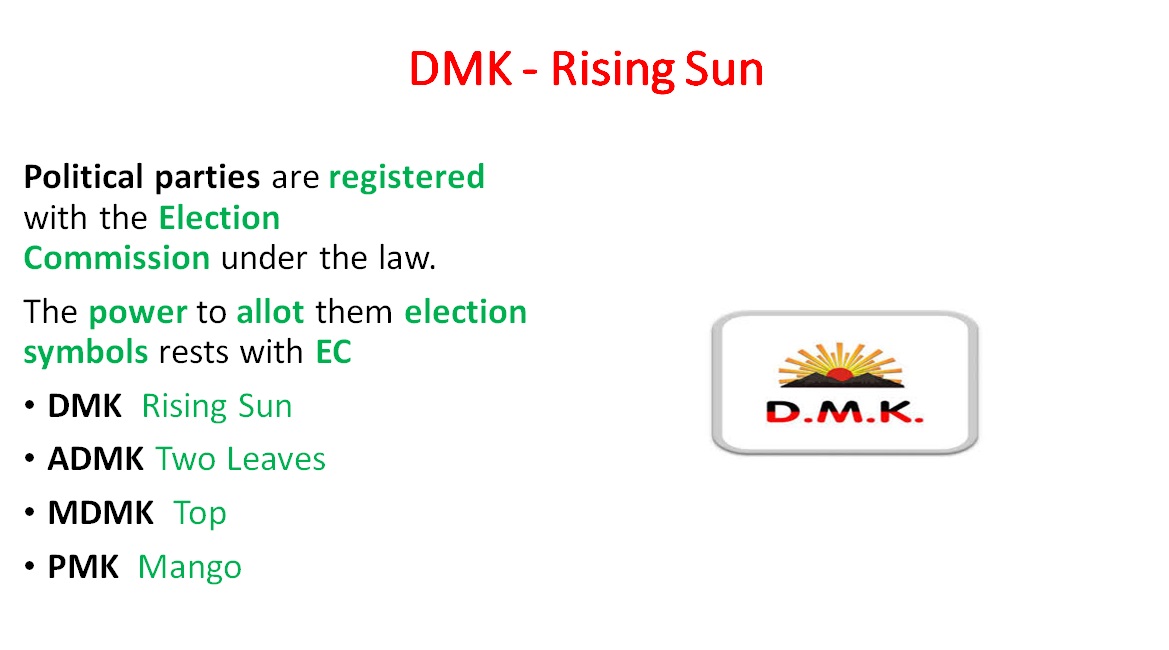 DMK - Rising Sun
Political parties are registered
with the Election
Commission under the law.
The power to allot them election
symbols rests with EC
• DMK  Rising Sun
• ADMK Two Leaves
• MDMK  Top
• PMK  Mango
D.M.K.